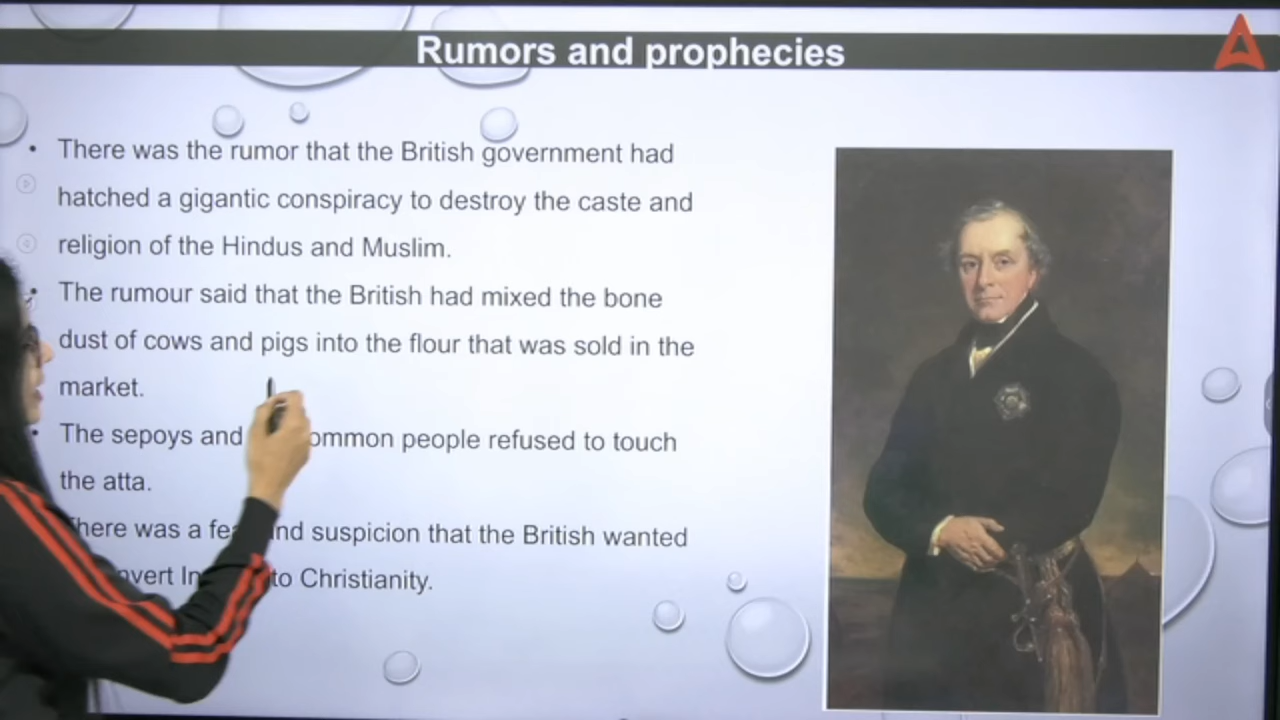 Rumors and prophecies
• There was the rumor that the British government had
hatched a gigantic conspiracy to destroy the caste and
religion of the Hindus and Muslim.
• The rumour said that the British had mixed the bone
dust of cows and pigs into the flour that was sold in the
market.
• The sepoys and ommon people refused to touch
the atta.
There was a fe nd suspicion that the British wanted
vert In to Christianity.